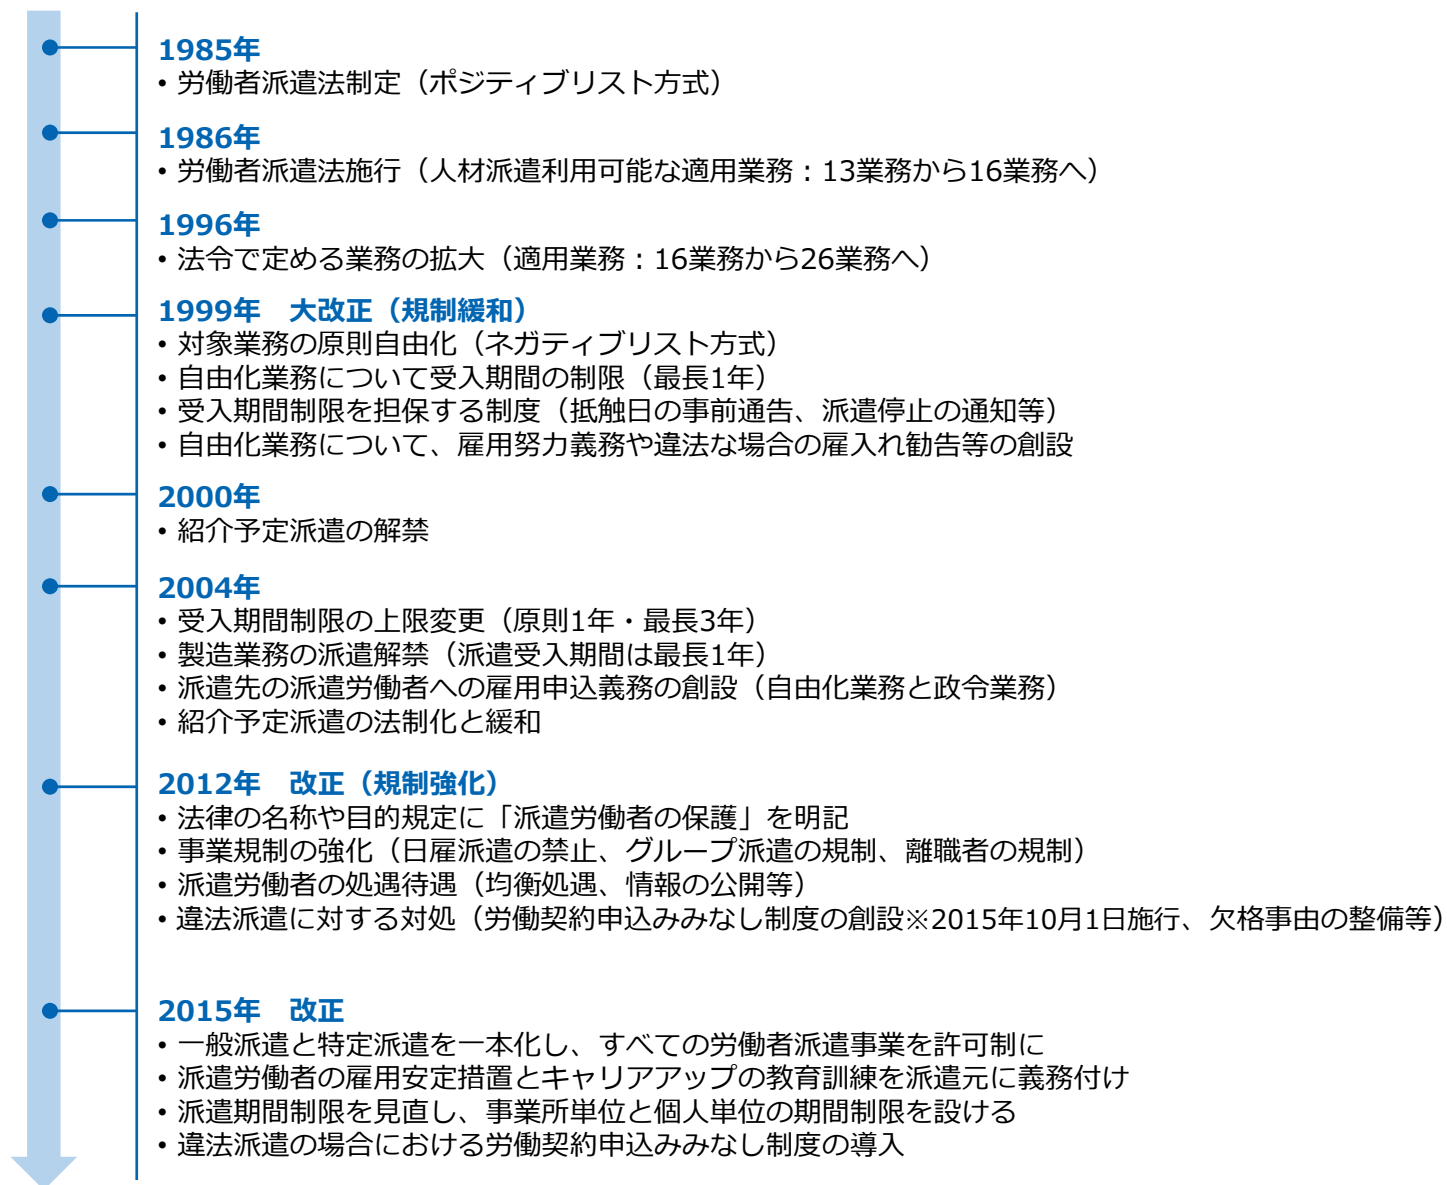 1985年
• 労働者派遣法制定（ポジティブリスト方式）
1986年
• 労働者派遣法施行（人材派遣利用可能な適用業務：13業務から16業務へ）
1996年
• 法令で定める業務の拡大（適用業務：16業務から26業務へ）
1999年　大改正（規制緩和）
• 対象業務の原則自由化（ネガティブリスト方式）
• 自由化業務について受入期間の制限（最長1年）
• 受入期間制限を担保する制度（抵触日の事前通告、派遣停止の通知等）
• 自由化業務について、雇用努力義務や違法な場合の雇入れ勧告等の創設
2000年
• 紹介予定派遣の解禁
2004年
• 受入期間制限の上限変更（原則1年・最長3年）
• 製造業務の派遣解禁（派遣受入期間は最長1年）
• 派遣先の派遣労働者への雇用申込義務の創設（自由化業務と政令業務）
• 紹介予定派遣の法制化と緩和
2012年　改正（規制強化）
• 法律の名称や目的規定に「派遣労働者の保護」を明記
• 事業規制の強化（日雇派遣の禁止、グループ派遣の規制、離職者の規制）
• 派遣労働者の処遇待遇（均衡処遇、情報の公開等）
• 違法派遣に対する対処（労働契約申込みみなし制度の創設※2015年10月1日施行、欠格事由の整備等）
2015年　改正
• 一般派遣と特定派遣を一本化し、すべての労働者派遣事業を許可制に
• 派遣労働者の雇用安定措置とキャリアアップの教育訓練を派遣元に義務付け
• 派遣期間制限を見直し、事業所単位と個人単位の期間制限を設ける
• 違法派遣の場合における労働契約申込みみなし制度の導入